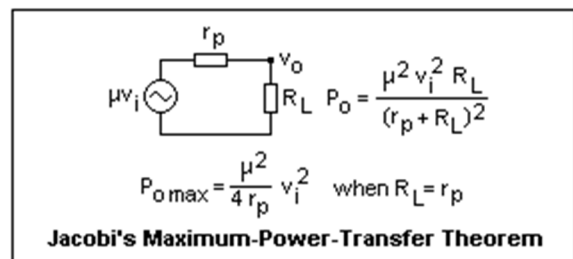 r_p
v_o
μv_i
R_L
P_o = μ² v_i² R_L / (r_p + R_L)²
P_o max = μ² / 4 r_p v_i² when R_L = r_p
Jacobi's Maximum-Power-Transfer Theorem